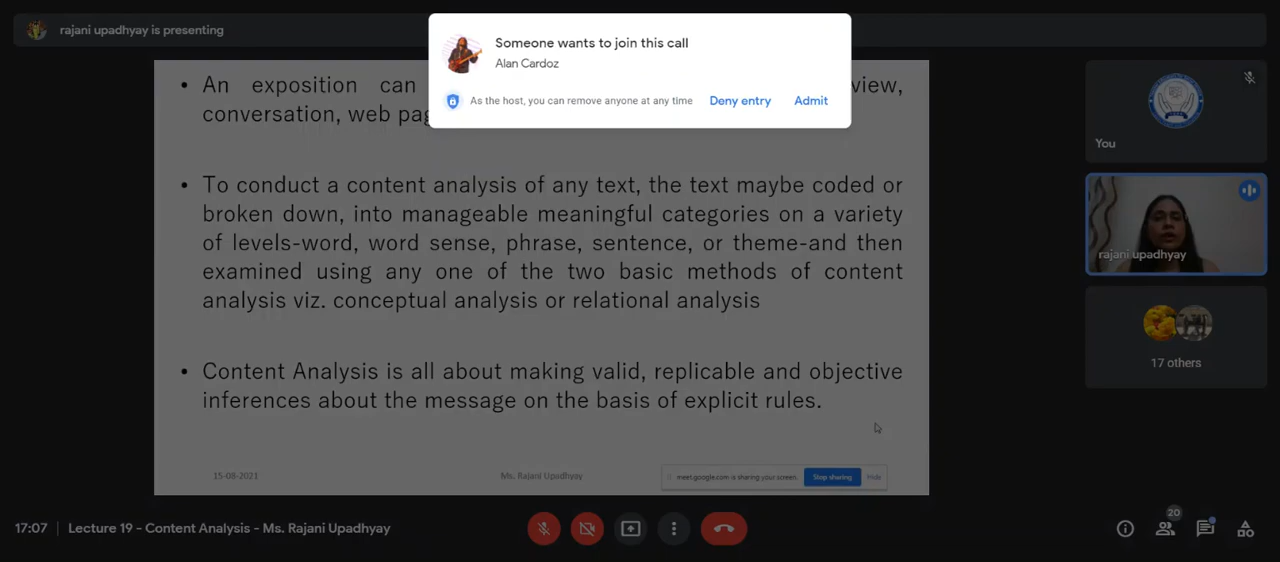 rajani upadhyay is presenting
Someone wants to join this call
Alan Cardoz
As the host, you can remove anyone at any time Deny entry Admit
• An exposition can view,
conversation, web pag
• To conduct a content analysis of any text, the text maybe coded or
broken down, into manageable meaningful categories on a variety
of levels-word, word sense, phrase, sentence, or theme-and then
examined using any one of the two basic methods of content
analysis viz. conceptual analysis or relational analysis
• Content Analysis is all about making valid, replicable and objective
inferences about the message on the basis of explicit rules.
15-08-2021 Ms. Rajani Upadhyay
meet.google.com is sharing your screen. Stop sharing Hide
You
rajani upadhyay
17 others
17:07 | Lecture 19 - Content Analysis - Ms. Rajani Upadhyay
20